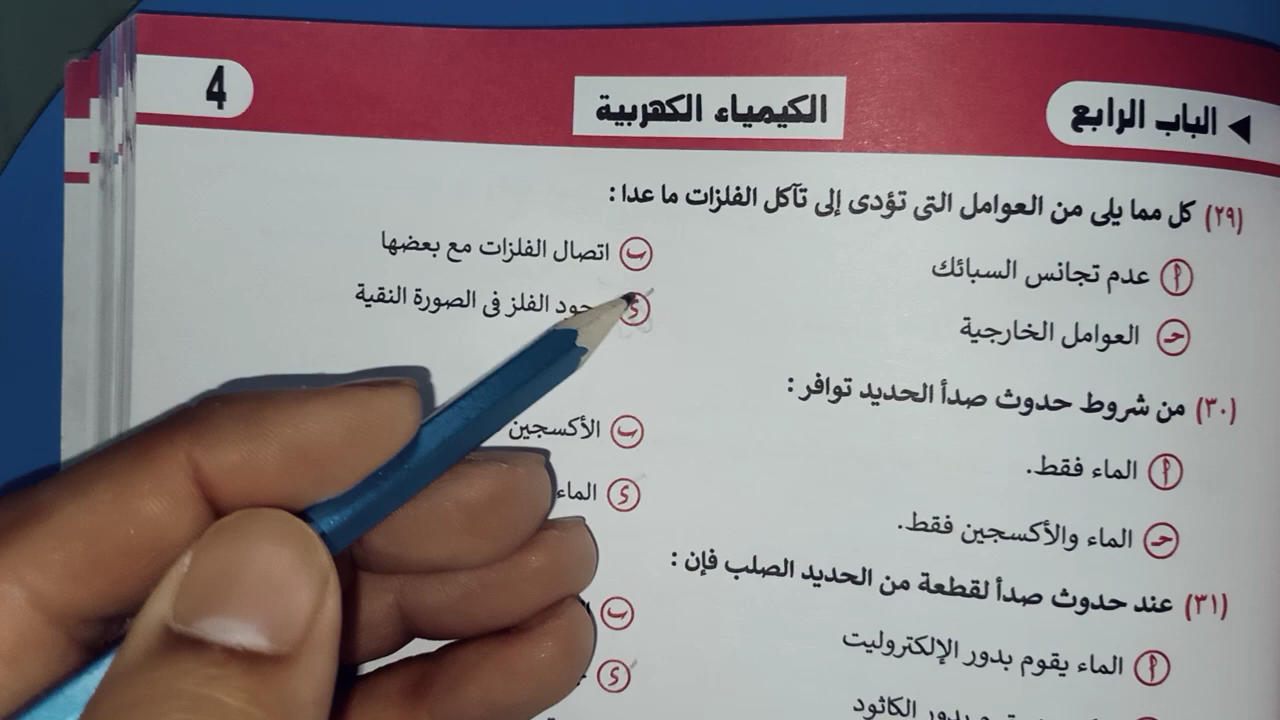 الباب الرابع
الكيمياء الكهربية
4
(٢٩) كل مما يلى من العوامل التى تؤدى إلى تآكل الفلزات ما عدا :
أ عدم تجانس السبائك
ب اتصال الفلزات مع بعضها
حـ العوامل الخارجية
د الفلز فى الصورة النقية
(٣٠) من شروط حدوث صدأ الحديد توافر :
أ الماء فقط.
ب الأكسجين
حـ الماء والأكسجين فقط.
د الماء
(٣١) عند حدوث صدأ لقطعة من الحديد الصلب فإن :
أ الماء يقوم بدور الإلكتروليت
ب
د
بدور الكاثود